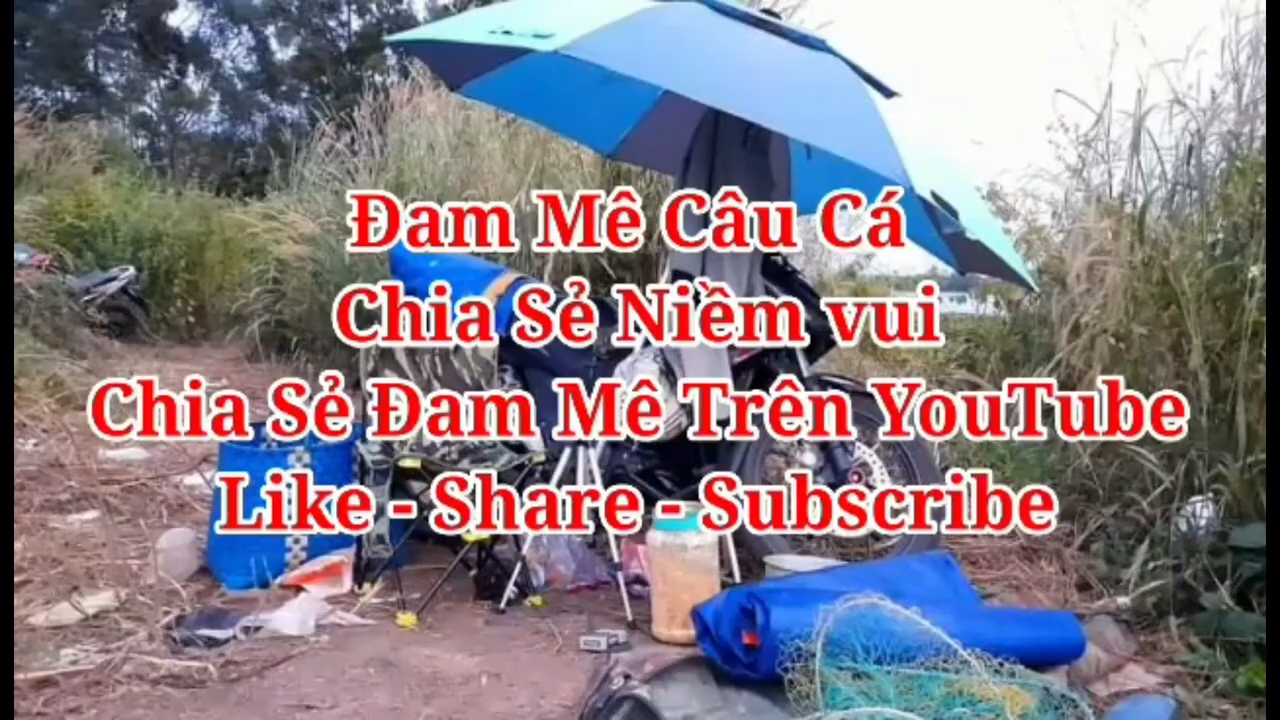 Đam Mê Câu Cá
Chia Sẻ Niềm vui
Chia Sẻ Đam Mê Trên YouTube
Like - Share - Subscribe